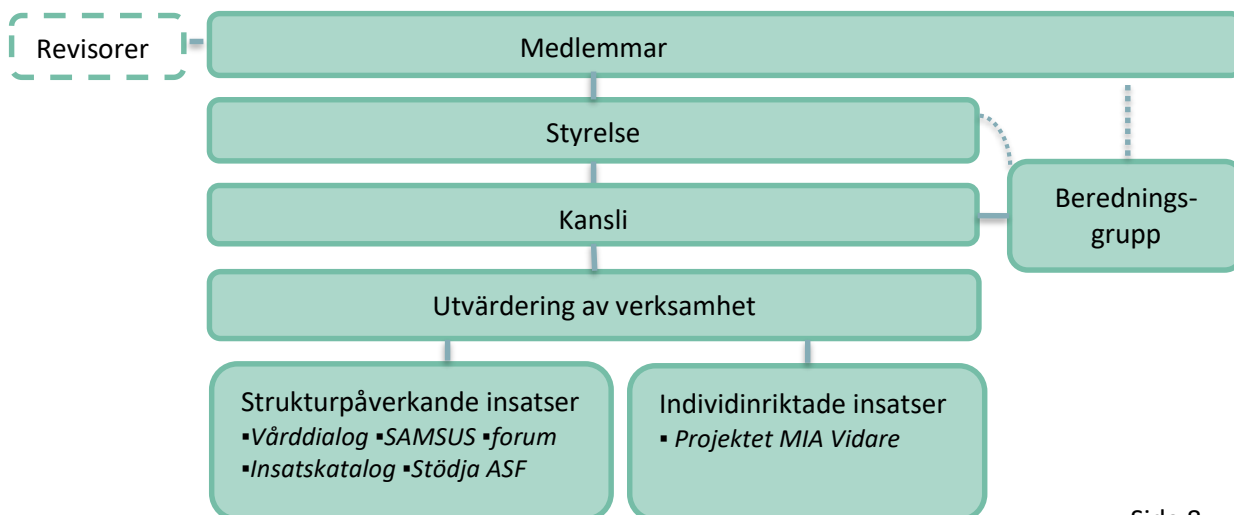 Revisorer
Medlemmar
Styrelse
Kansli
Berednings-
grupp
Utvärdering av verksamhet
Strukturpåverkande insatser
▪Vårddialog ▪SAMSUS ▪forum
▪Insatskatalog ▪Stödja ASF
Individinriktade insatser
▪ Projektet MIA Vidare